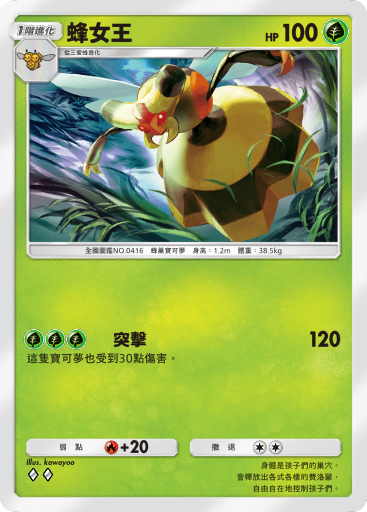 1階進化
蜂女王
HP 100
從三蜜蜂進化
全國圖鑑NO.0416 蜂巢寶可夢 身高：1.2m 體重：38.5kg
突擊 120
這隻寶可夢也受到30點傷害。
弱點 +20 撤退
Illus. kawayoo
身體是孩子們的巢穴。
會釋放出各式各樣的費洛蒙，
自由自在地控制孩子們。